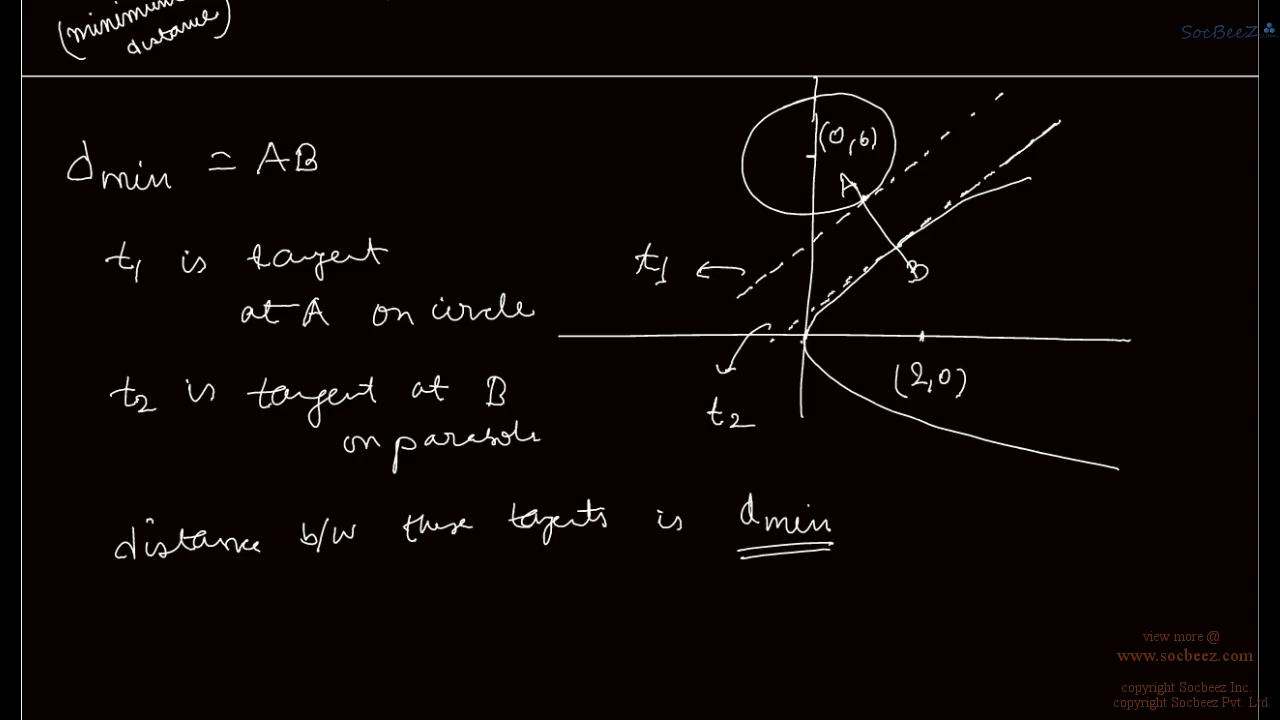 (minimum
distance)
SocBeeZ
dmin = AB
t1 is tangent
at A on circle
t2 is tangent at B
on parabola
distance b/w these tangents is dmin
(0,6)
A
B
t1
(2,0)
t2
view more @
www.socbeez.com
copyright Socbeez Inc.
copyright Socbeez Pvt. Ltd.